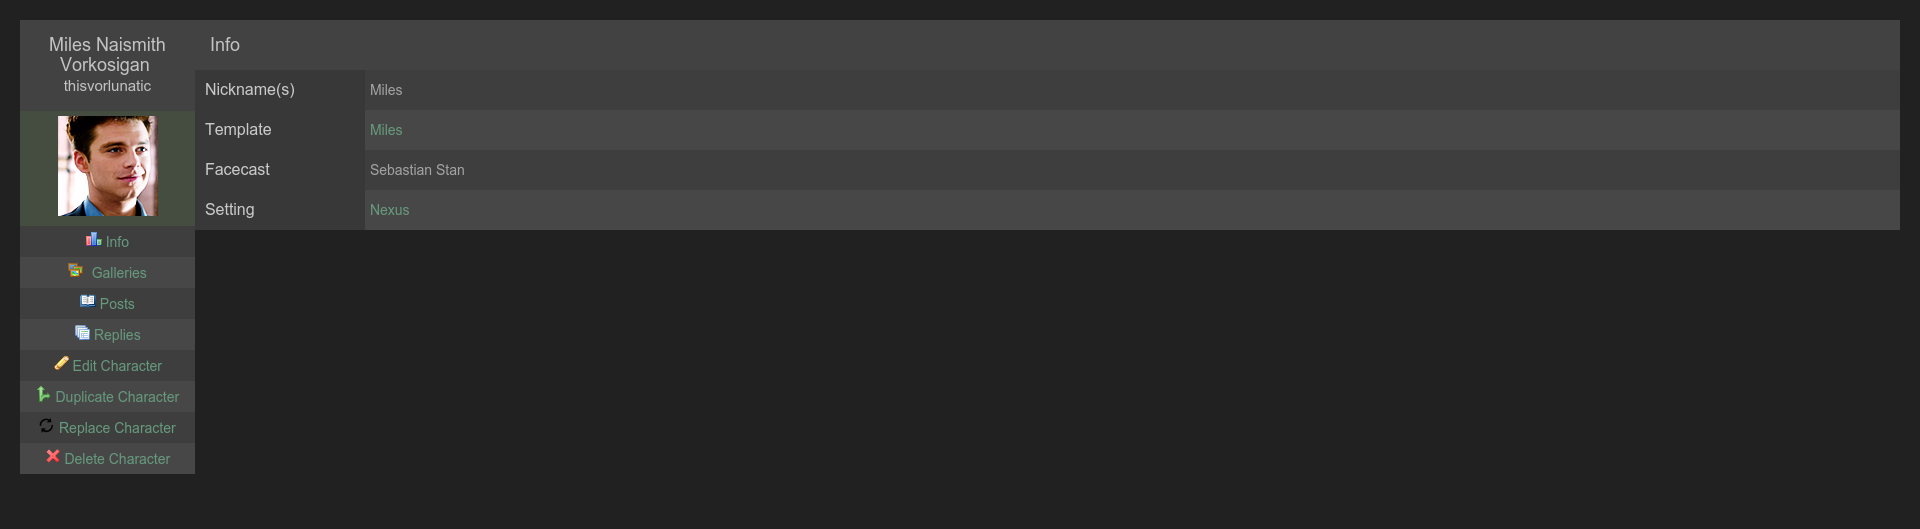 Miles Naismith
Vorkosigan
thisvorlunatic
Info
Galleries
Posts
Replies
Edit Character
Duplicate Character
Replace Character
Delete Character
Info
Nickname(s) Miles
Template Miles
Facecast Sebastian Stan
Setting Nexus